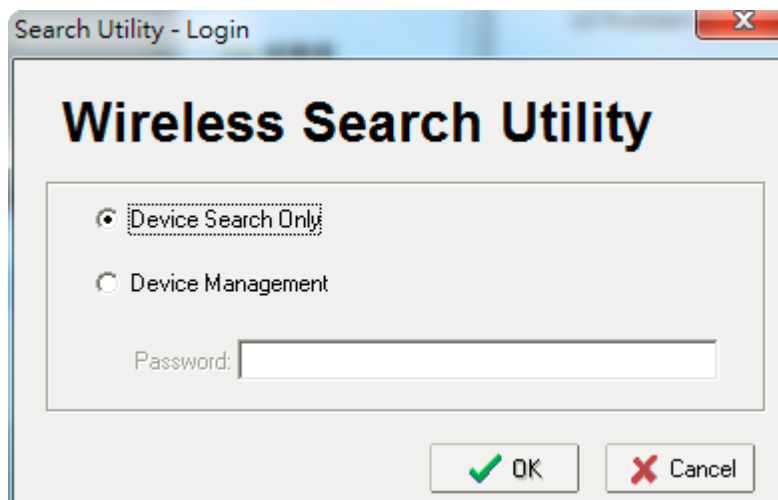 Search Utility - Login
Wireless Search Utility
Device Search Only
Device Management
Password:
OK
Cancel